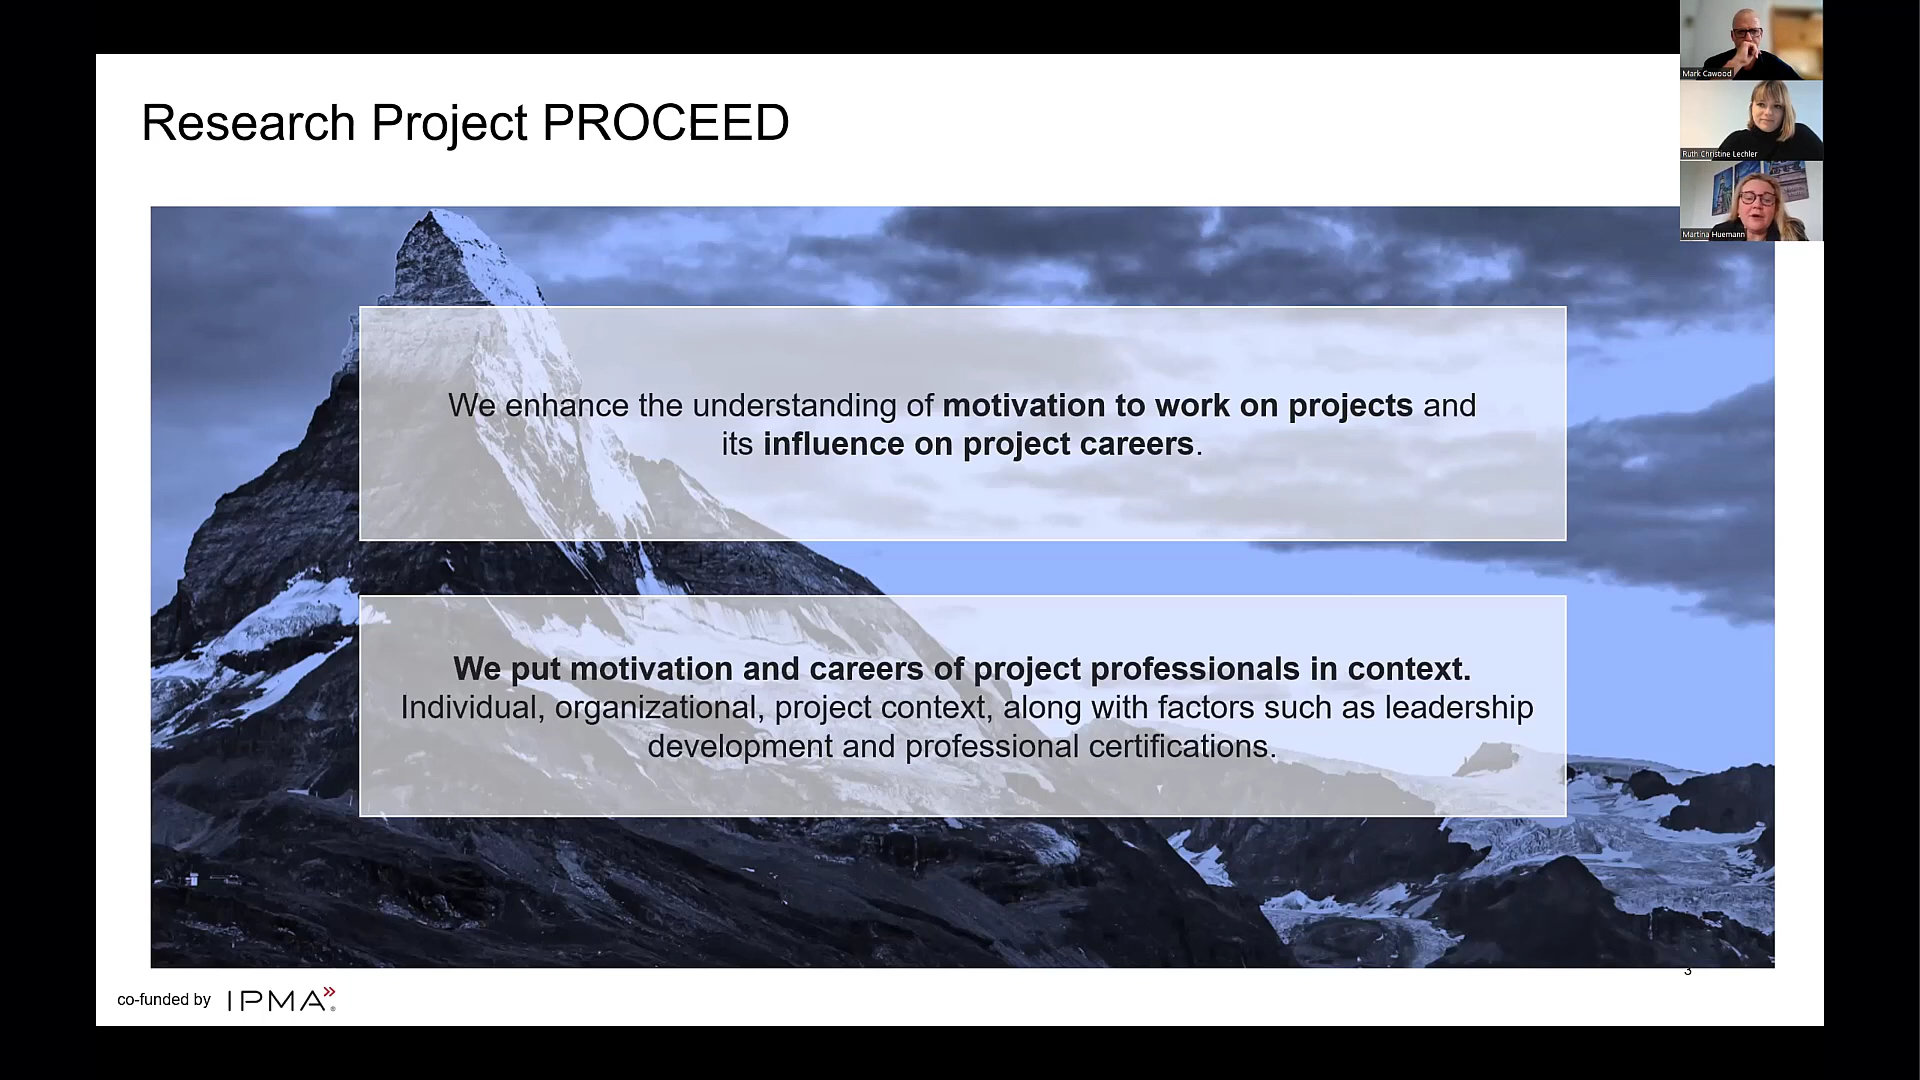 Research Project PROCEED
Mark Cawood
Ruth Christine Lechler
Martina Huemann
We enhance the understanding of motivation to work on projects and
its influence on project careers.
We put motivation and careers of project professionals in context.
Individual, organizational, project context, along with factors such as leadership
development and professional certifications.
3
co-funded by IPMA®